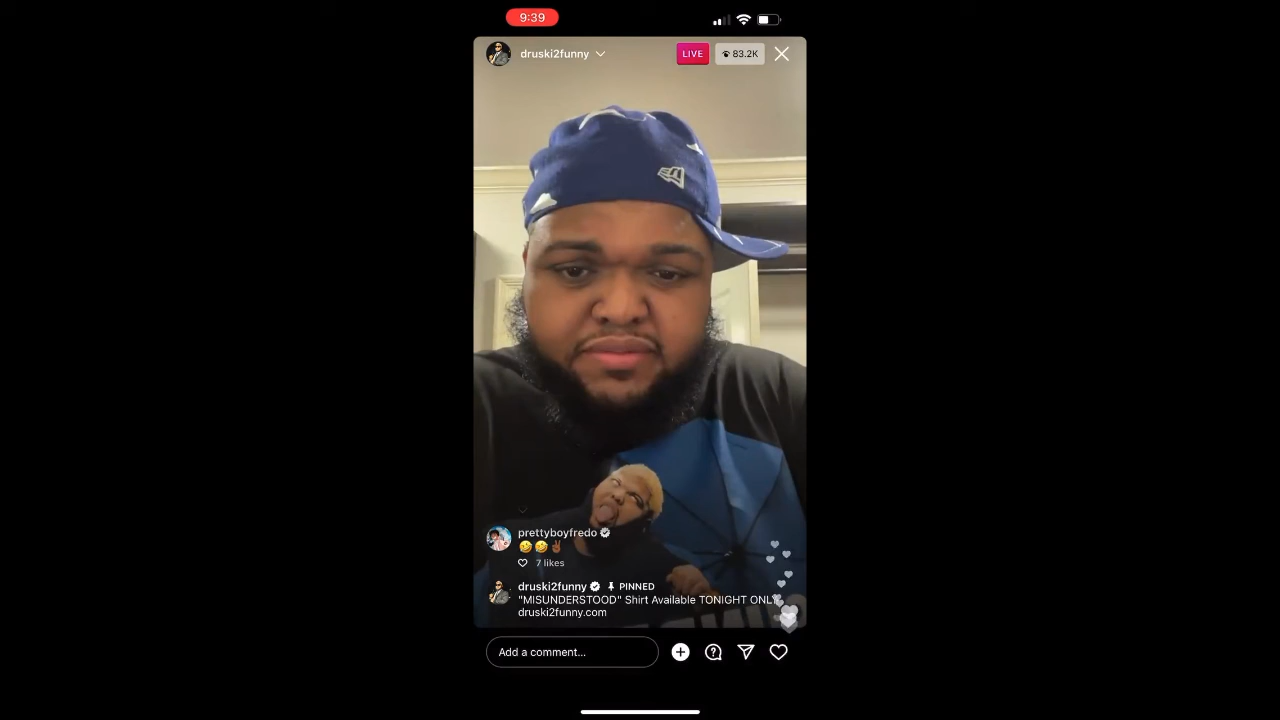 9:39
druski2funny
LIVE
83.2K
prettyboyfredo
🤣🤣✌🏾
7 likes
druski2funny PINNED
"MISUNDERSTOOD" Shirt Available TONIGHT ONLY
druski2funny.com
Add a comment...